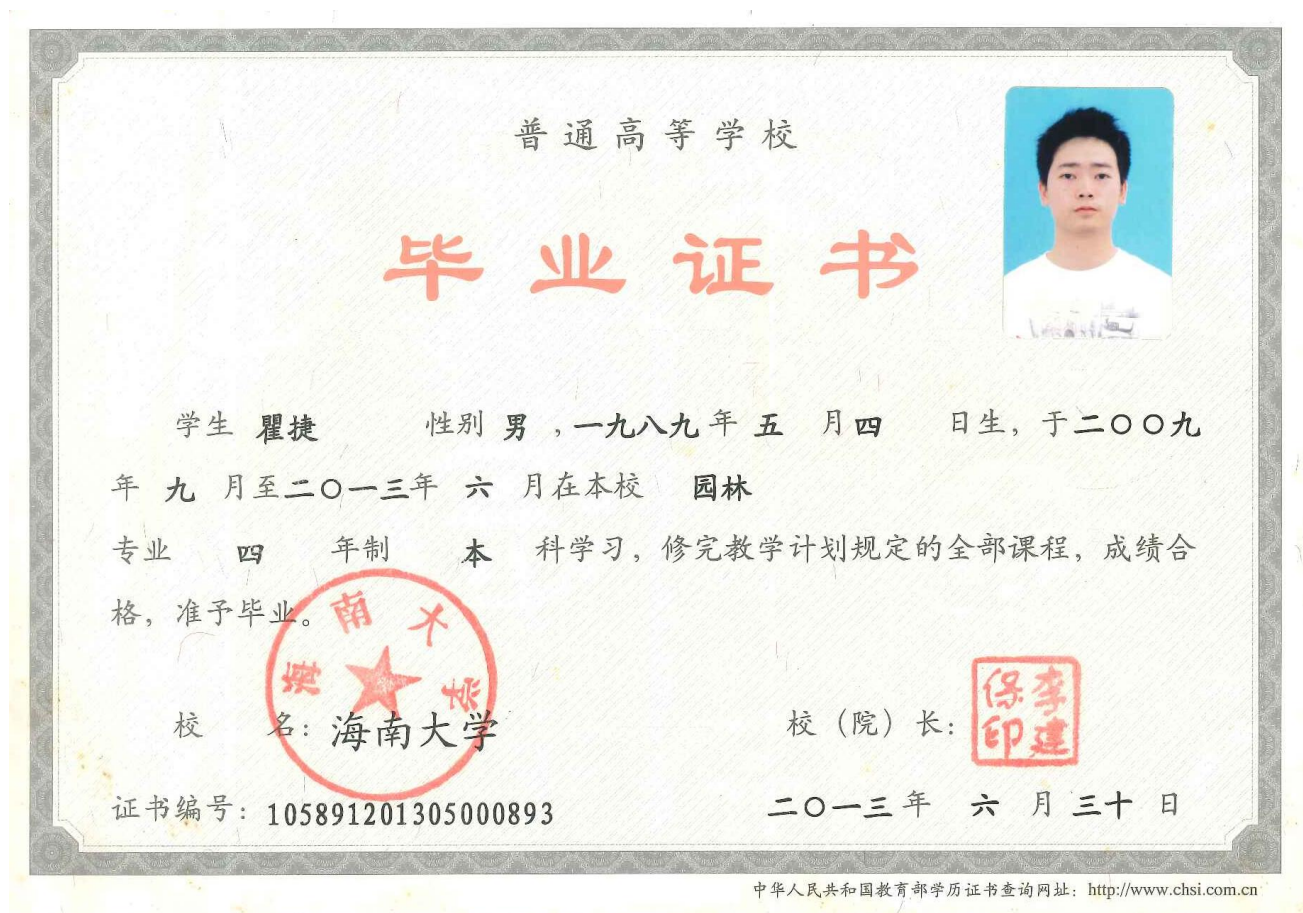 普通高等学校
毕业证书
学生 瞿捷 性别 男 ，一九八九年 五 月四 日生，于二〇〇九
年 九 月至二〇一三年 六 月在本校 园林
专业 四 年制 本 科学习，修完教学计划规定的全部课程，成绩合
格，准予毕业。
海南大学
校 名：海南大学
校（院）长：
李建保印
证书编号：105891201305000893
二〇一三年 六 月 三十 日
中华人民共和国教育部学历证书查询网址：http://www.chsi.com.cn